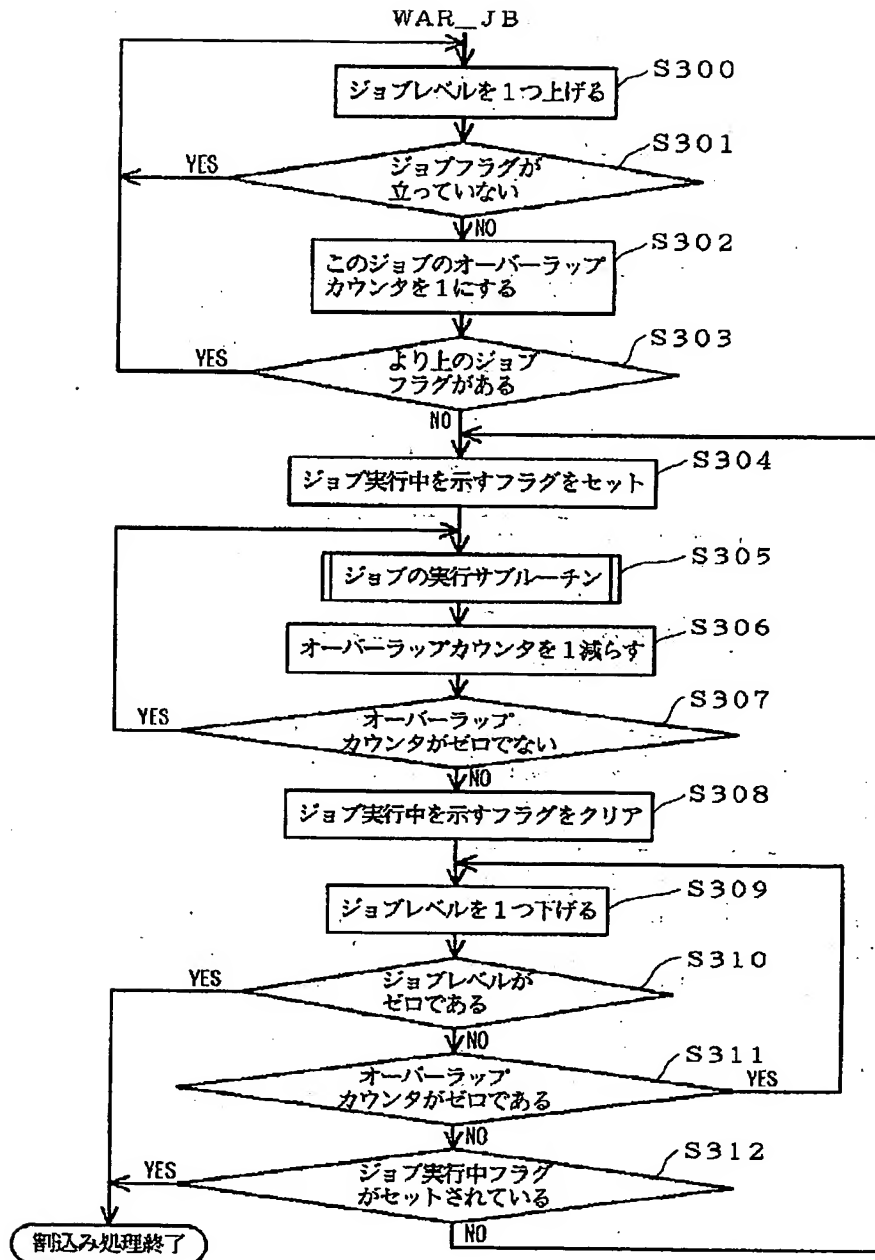 WAR_JB
ジョブレベルを1つ上げる
S300
ジョブフラグが
立っていない
S301
YES
NO
このジョブのオーバーラップ
カウンタを1にする
S302
より上のジョブ
フラグがある
S303
YES
NO
ジョブ実行中を示すフラグをセット
S304
ジョブの実行サブルーチン
S305
オーバーラップカウンタを1減らす
S306
オーバーラップ
カウンタがゼロでない
S307
YES
NO
ジョブ実行中を示すフラグをクリア
S308
ジョブレベルを1つ下げる
S309
ジョブレベルが
ゼロである
S310
YES
NO
オーバーラップ
カウンタがゼロである
S311
YES
NO
ジョブ実行中フラグ
がセットされている
S312
YES
NO
割込み処理終了